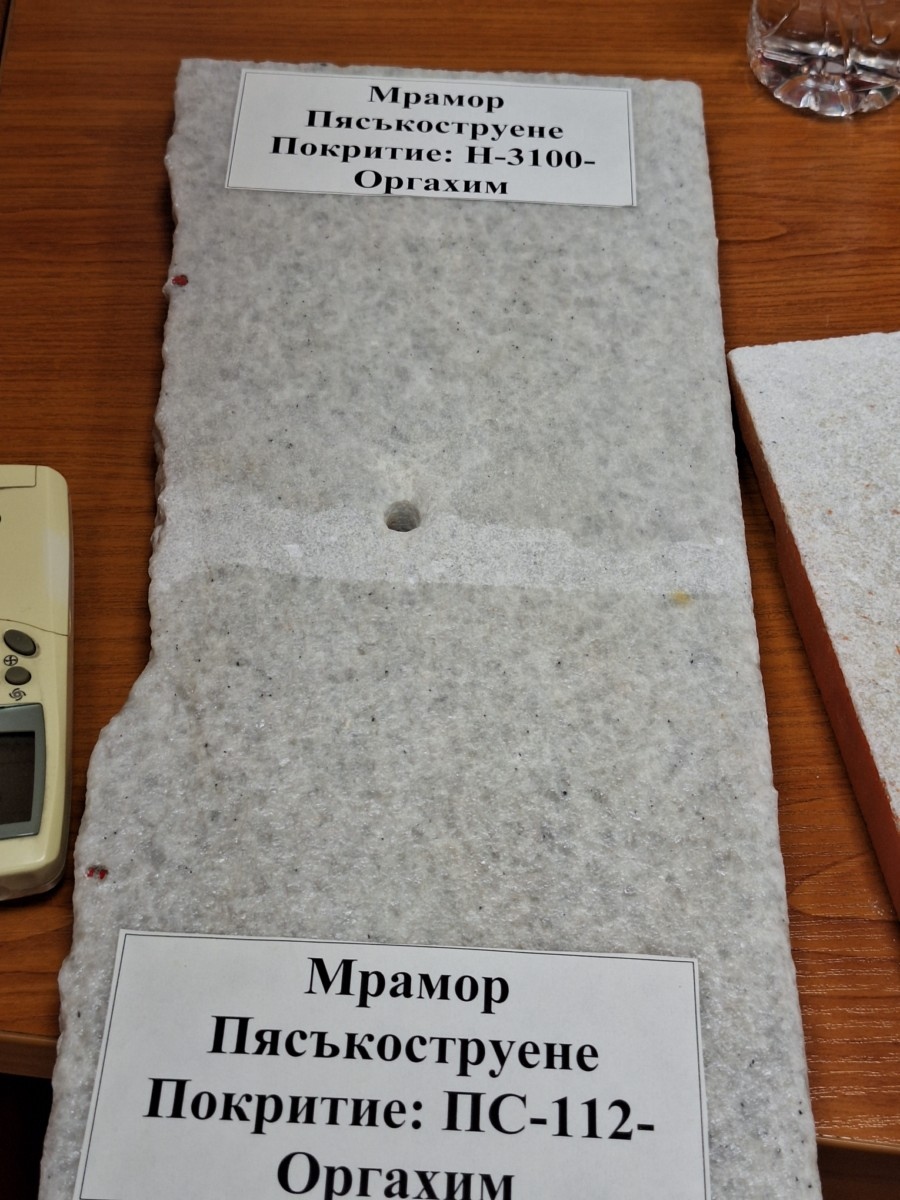 Мрамор
Пясъкоструене
Покритие: Н-3100-
Оргахим
Мрамор
Пясъкоструене
Покритие: ПС-112-
Оргахим